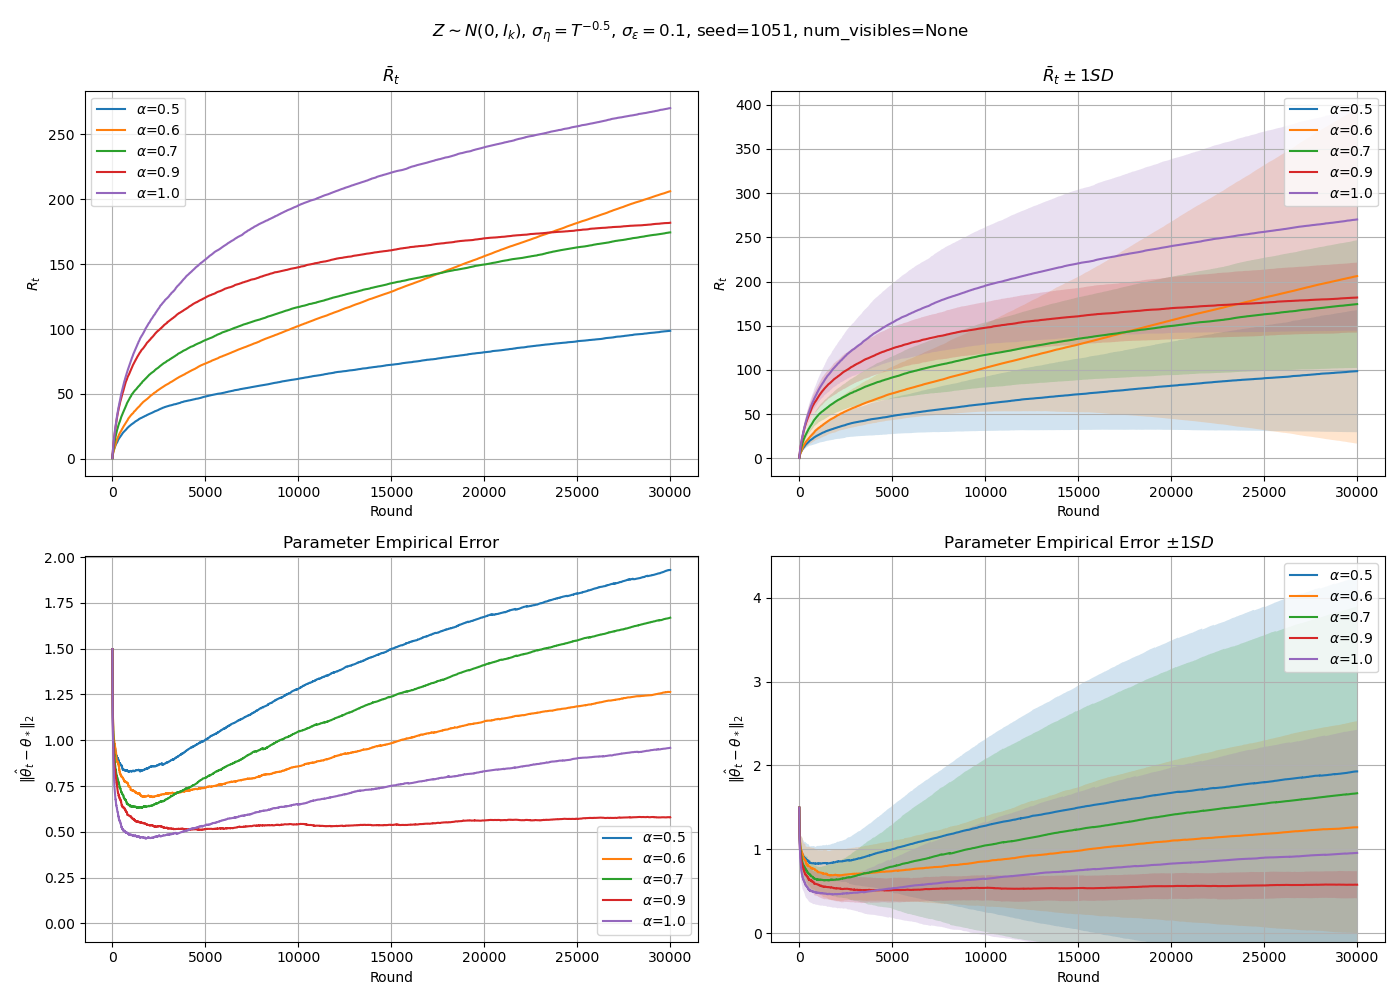 Z ∼ N(0, I_k), σ_η = T^{−0.5}, σ_ε = 0.1, seed=1051, num_visibles=None
R̄_t
R_t
250
200
150
100
50
0
α=0.5
α=0.6
α=0.7
α=0.9
α=1.0
0 5000 10000 15000 20000 25000 30000
Round
R̄_t ± 1SD
R_t
400
350
300
250
200
150
100
50
0
α=0.5
α=0.6
α=0.7
α=0.9
α=1.0
0 5000 10000 15000 20000 25000 30000
Round
Parameter Empirical Error
‖θ̂_t − θ_*‖_2
2.00
1.75
1.50
1.25
1.00
0.75
0.50
0.25
0.00
α=0.5
α=0.6
α=0.7
α=0.9
α=1.0
0 5000 10000 15000 20000 25000 30000
Round
Parameter Empirical Error ±1SD
‖θ̂_t − θ_*‖_2
4
3
2
1
0
α=0.5
α=0.6
α=0.7
α=0.9
α=1.0
0 5000 10000 15000 20000 25000 30000
Round